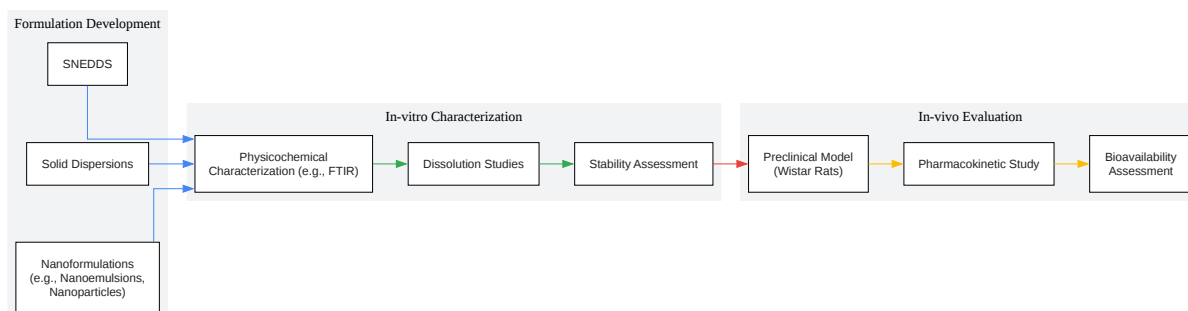 Formulation Development
SNEDDS
Solid Dispersions
Nanoformulations
(e.g., Nanoemulsions,
Nanoparticles)
In-vitro Characterization
Physicochemical
Characterization (e.g., FTIR)
Dissolution Studies
Stability Assessment
In-vivo Evaluation
Preclinical Model
(Wistar Rats)
Pharmacokinetic Study
Bioavailability
Assessment